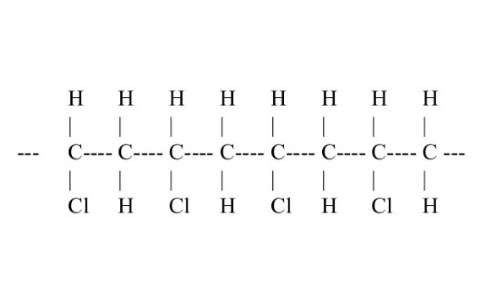 H H H H H H H H
| | | | | | | |
--- C---- C---- C---- C---- C---- C---- C---- C ---
| | | | | | | |
Cl H Cl H Cl H Cl H